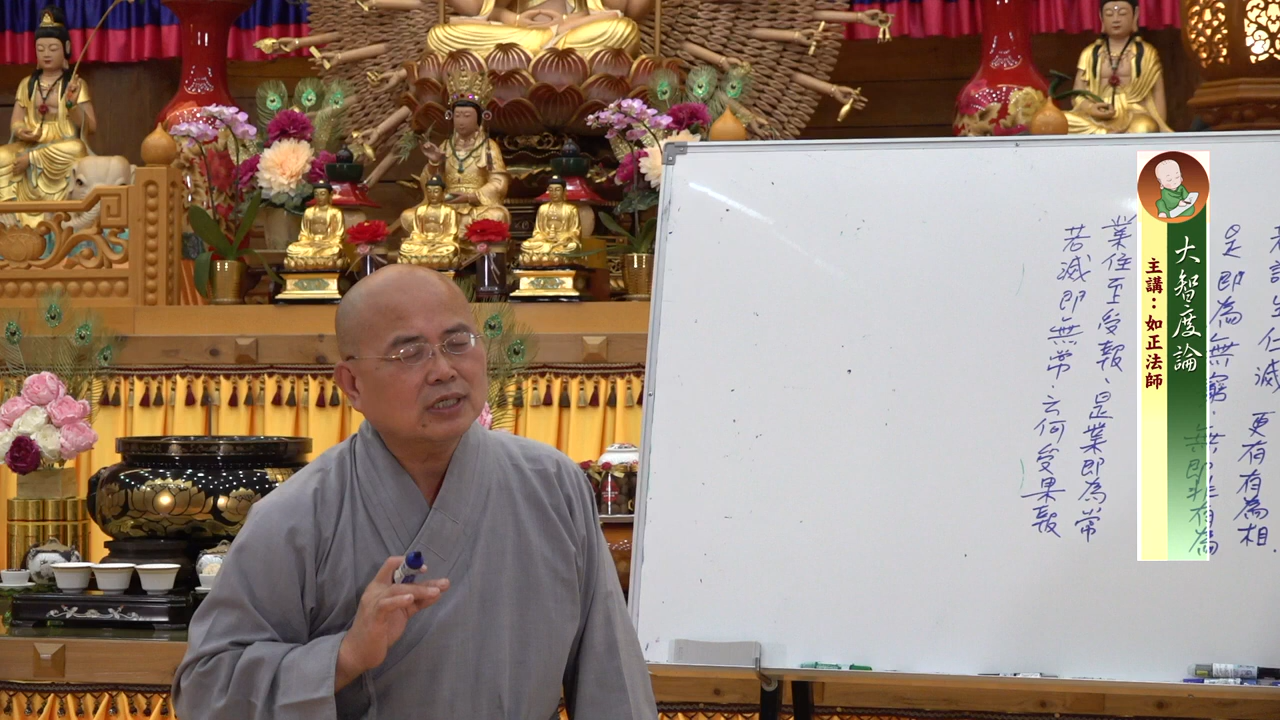 若說生住滅 更有有為相.
是即為無窮.無即非有為
大智度論
主講：如正法師
業住至受報、是業即為常
若滅即無常.云何受果報